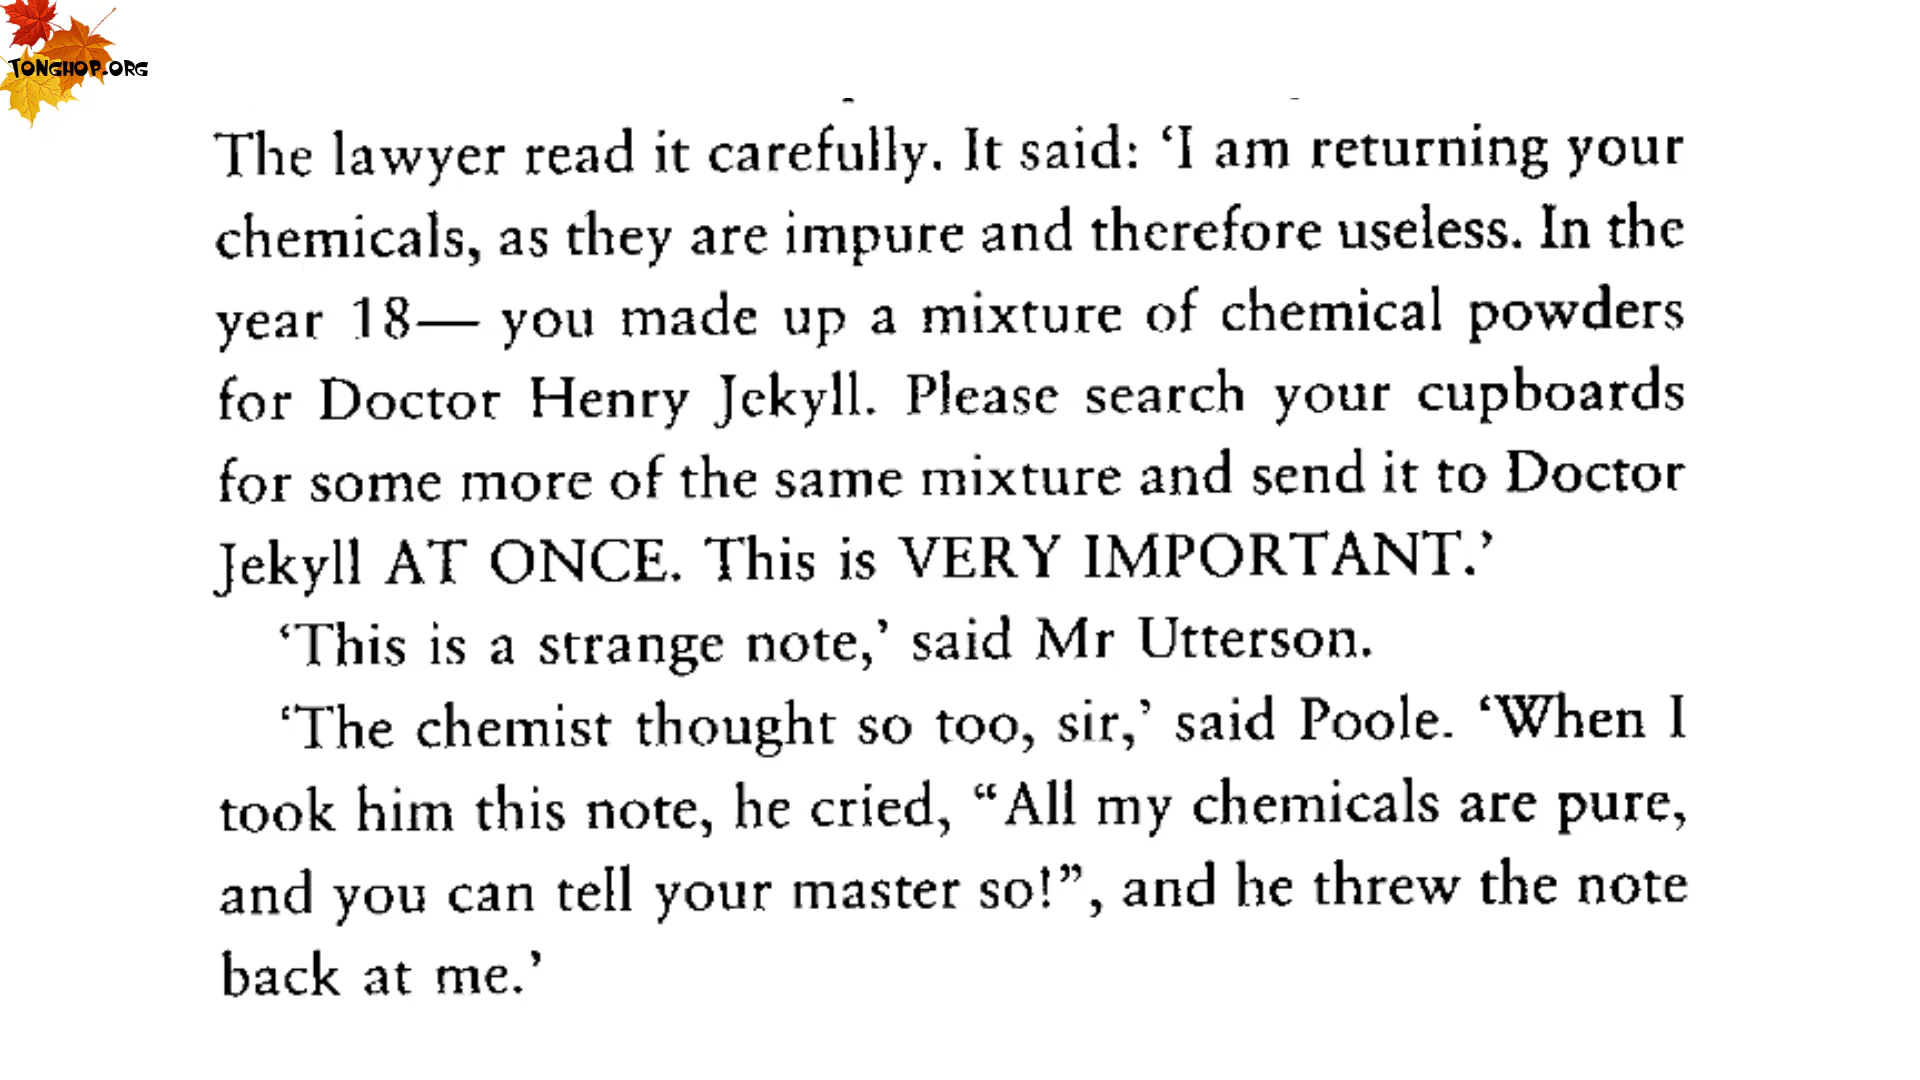 TONGHOP.ORG
The lawyer read it carefully. It said: ‘I am returning your
chemicals, as they are impure and therefore useless. In the
year 18— you made up a mixture of chemical powders
for Doctor Henry Jekyll. Please search your cupboards
for some more of the same mixture and send it to Doctor
Jekyll AT ONCE. This is VERY IMPORTANT.’
‘This is a strange note,’ said Mr Utterson.
‘The chemist thought so too, sir,’ said Poole. ‘When I
took him this note, he cried, “All my chemicals are pure,
and you can tell your master so!”, and he threw the note
back at me.’